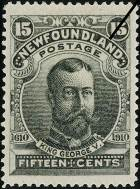 15 15
NEWFOUNDLAND
POSTAGE
1610 1910
KING GEORGE V
FIFTEEN CENTS